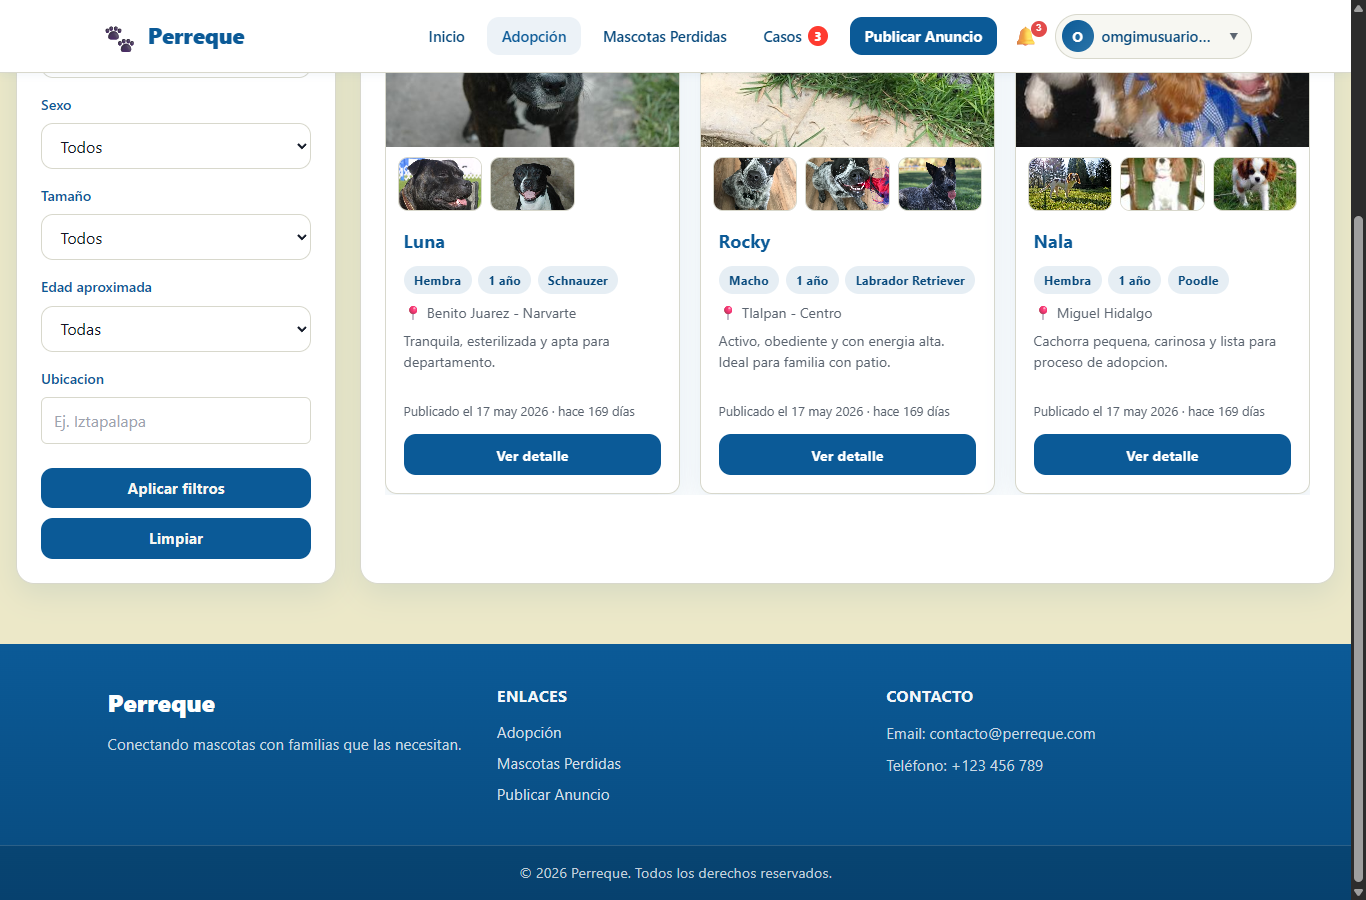 Perreque
Inicio
Adopción
Mascotas Perdidas
Casos 3
Publicar Anuncio
3
O
omgimusuario...
Sexo
Todos
Tamaño
Todos
Edad aproximada
Todas
Ubicacion
Ej. Iztapalapa
Aplicar filtros
Limpiar
Luna
Hembra
1 año
Schnauzer
Benito Juarez - Narvarte
Tranquila, esterilizada y apta para
departamento.
Publicado el 17 may 2026 · hace 169 días
Ver detalle
Rocky
Macho
1 año
Labrador Retriever
Tlalpan - Centro
Activo, obediente y con energia alta.
Ideal para familia con patio.
Publicado el 17 may 2026 · hace 169 días
Ver detalle
Nala
Hembra
1 año
Poodle
Miguel Hidalgo
Cachorra pequena, carinosa y lista para
proceso de adopcion.
Publicado el 17 may 2026 · hace 169 días
Ver detalle
Perreque
Conectando mascotas con familias que las necesitan.
ENLACES
Adopción
Mascotas Perdidas
Publicar Anuncio
CONTACTO
Email: contacto@perreque.com
Teléfono: +123 456 789
© 2026 Perreque. Todos los derechos reservados.